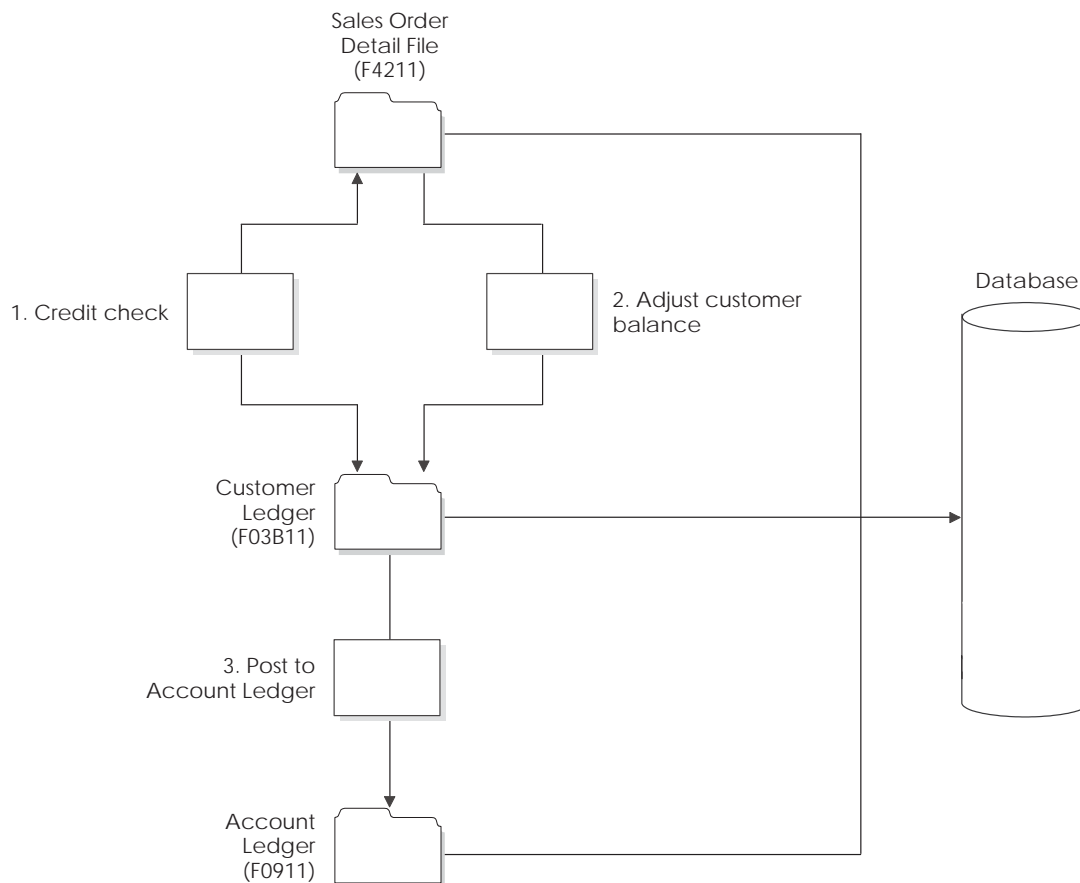 Sales Order
Detail File
(F4211)
1. Credit check
2. Adjust customer
balance
Database
Customer
Ledger
(F03B11)
3. Post to
Account Ledger
Account
Ledger
(F0911)